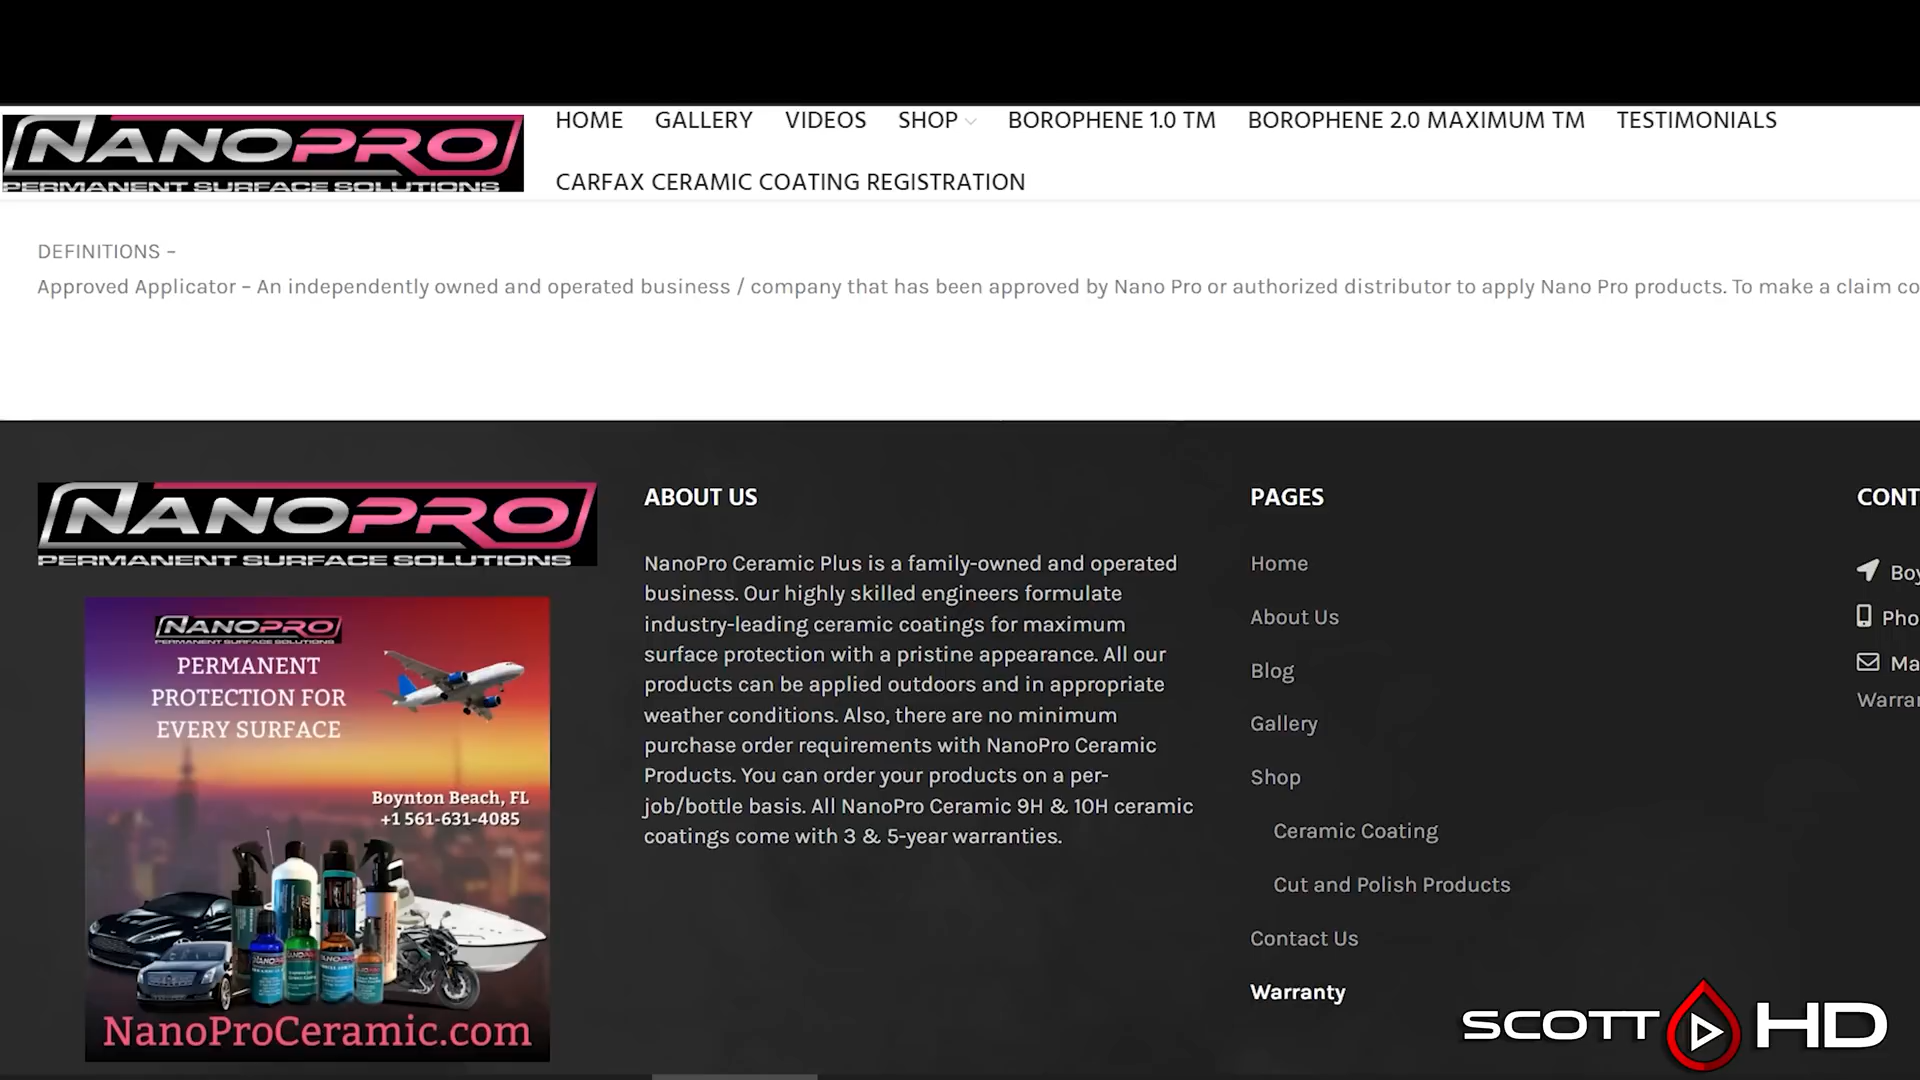 NANOPRO
PERMANENT SURFACE SOLUTIONS
HOME GALLERY VIDEOS SHOP BOROPHENE 1.0 TM BOROPHENE 2.0 MAXIMUM TM TESTIMONIALS
CARFAX CERAMIC COATING REGISTRATION
DEFINITIONS –
Approved Applicator – An independently owned and operated business / company that has been approved by Nano Pro or authorized distributor to apply Nano Pro products. To make a claim co
NANOPRO
PERMANENT SURFACE SOLUTIONS
NANOPRO
PERMANENT SURFACE SOLUTIONS
PERMANENT
PROTECTION FOR
EVERY SURFACE
Boynton Beach, FL
+1 561-631-4085
NanoProCeramic.com
ABOUT US
NanoPro Ceramic Plus is a family-owned and operated
business. Our highly skilled engineers formulate
industry-leading ceramic coatings for maximum
surface protection with a pristine appearance. All our
products can be applied outdoors and in appropriate
weather conditions. Also, there are no minimum
purchase order requirements with NanoPro Ceramic
Products. You can order your products on a per-
job/bottle basis. All NanoPro Ceramic 9H & 10H ceramic
coatings come with 3 & 5-year warranties.
PAGES
Home
About Us
Blog
Gallery
Shop
Ceramic Coating
Cut and Polish Products
Contact Us
Warranty
CONT
Boy
Pho
Ma
Warran
SCOTT HD